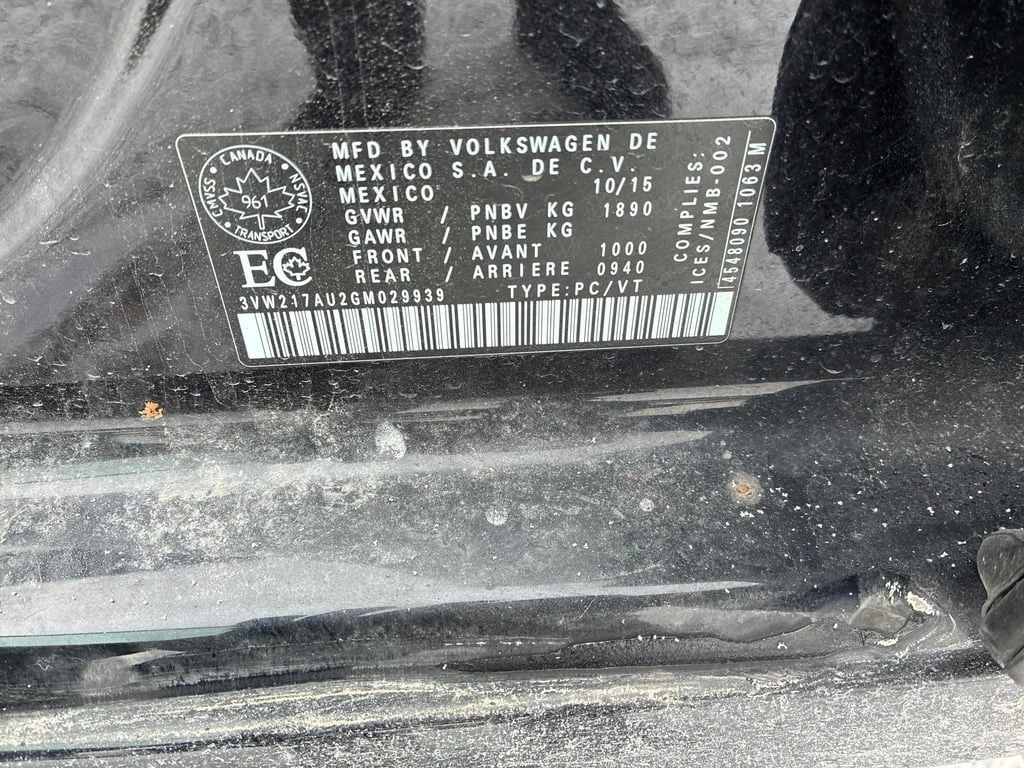 CANADA
CMVSS
NSVAC
961
TRANSPORT
EC
MFD BY VOLKSWAGEN DE
MEXICO S.A. DE C.V.
MEXICO 10/15
GVWR / PNBV KG 1890
GAWR / PNBE KG
FRONT / AVANT 1000
REAR / ARRIERE 0940
3VW217AU2GM029939 TYPE:PC/VT
COMPLIES:
ICES/NMB-002
4548090 1063 M